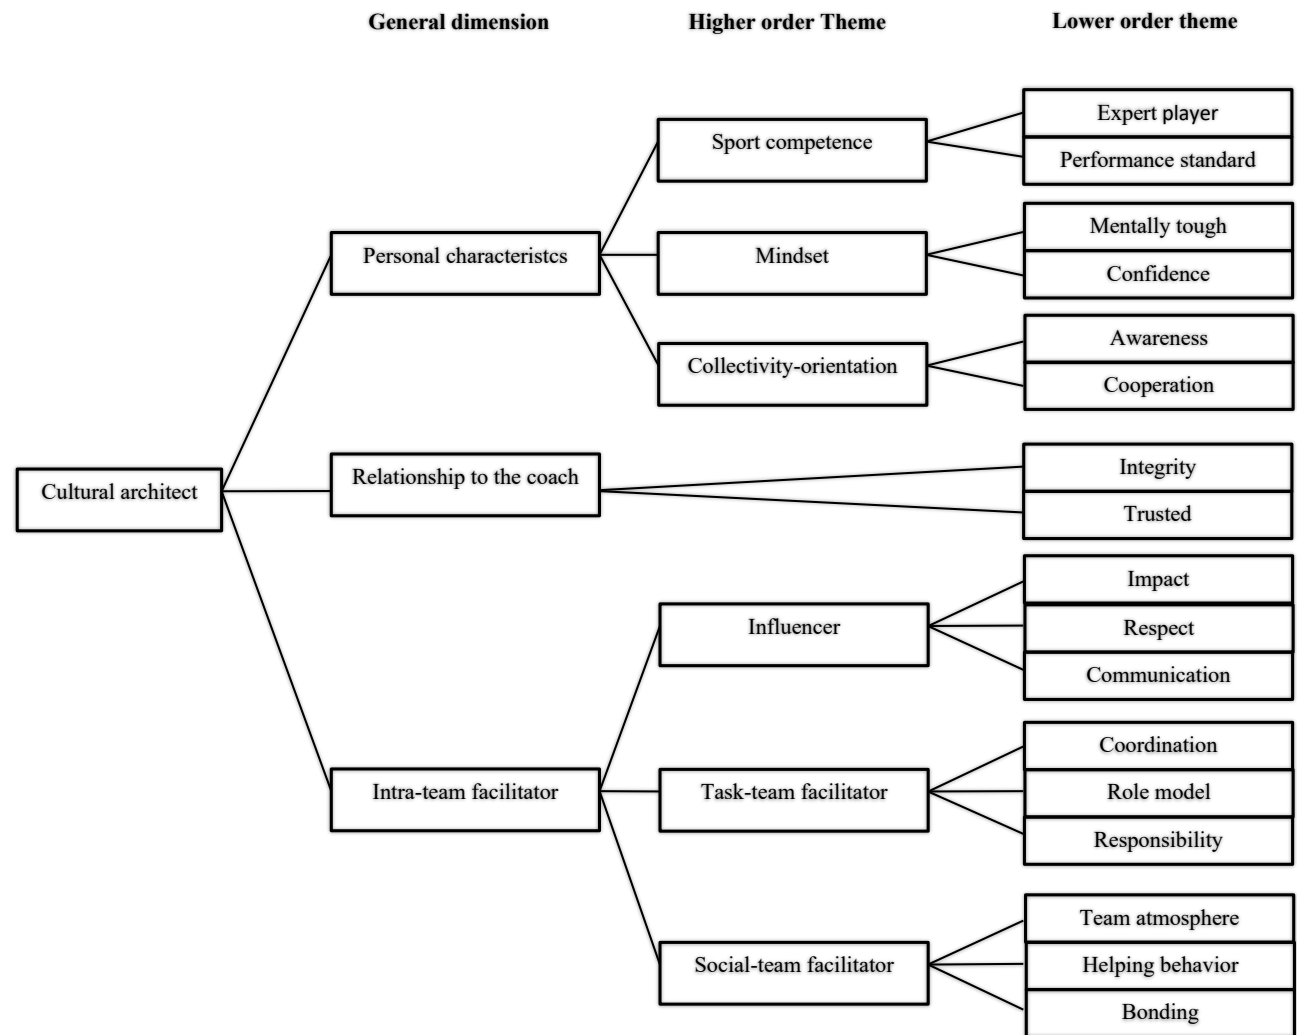 General dimension Higher order Theme Lower order theme
Expert player
Sport competence
Performance standard
Mentally tough
Personal characteristcs
Mindset
Confidence
Awareness
Collectivity-orientation
Cooperation
Integrity
Relationship to the coach
Cultural architect
Trusted
Impact
Influencer
Respect
Communication
Coordination
Intra-team facilitator
Task-team facilitator
Role model
Responsibility
Team atmosphere
Social-team facilitator
Helping behavior
Bonding